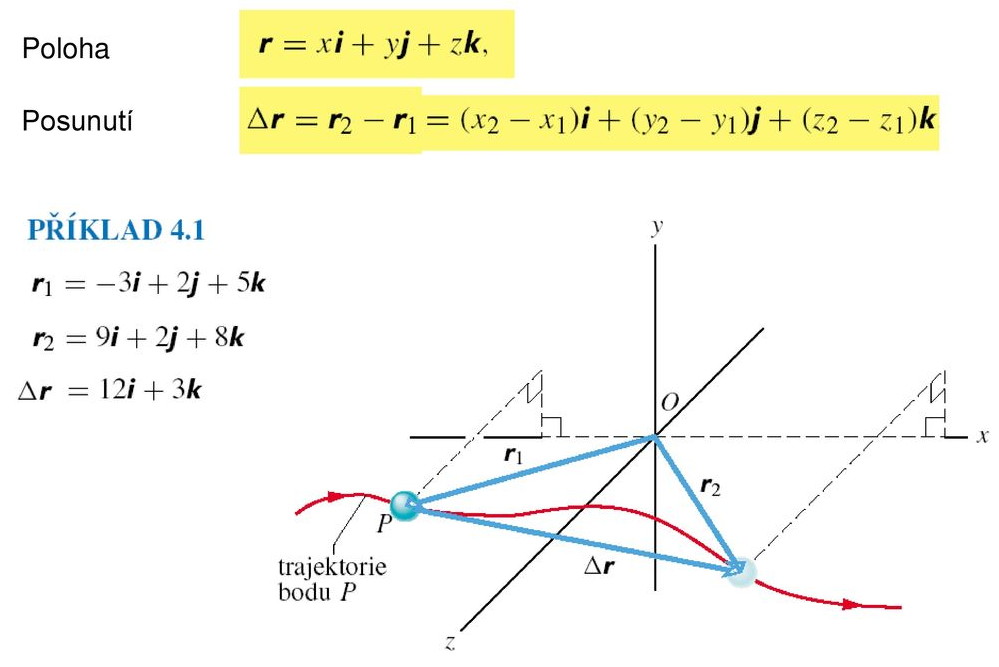 Poloha r = xi + yj + zk,
Posunutí Δr = r₂ − r₁ = (x₂ − x₁)i + (y₂ − y₁)j + (z₂ − z₁)k
PŘÍKLAD 4.1
r₁ = −3i + 2j + 5k
r₂ = 9i + 2j + 8k
Δr = 12i + 3k
y
O
x
r₁
r₂
P
Δr
trajektorie
bodu P
z